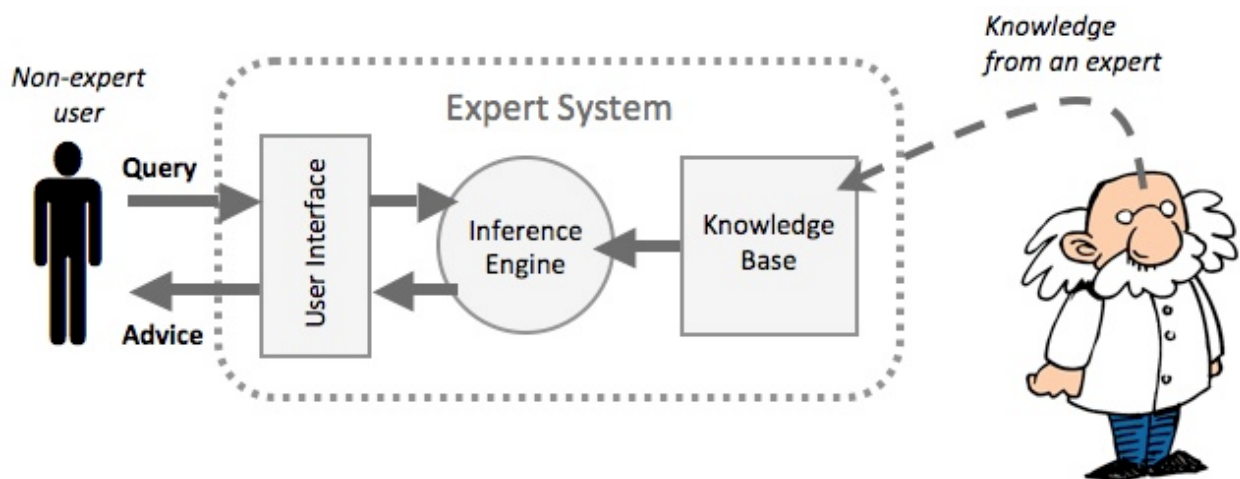 Knowledge
from an expert
Non-expert
user
Expert System
Query
User Interface
Inference
Engine
Knowledge
Base
Advice